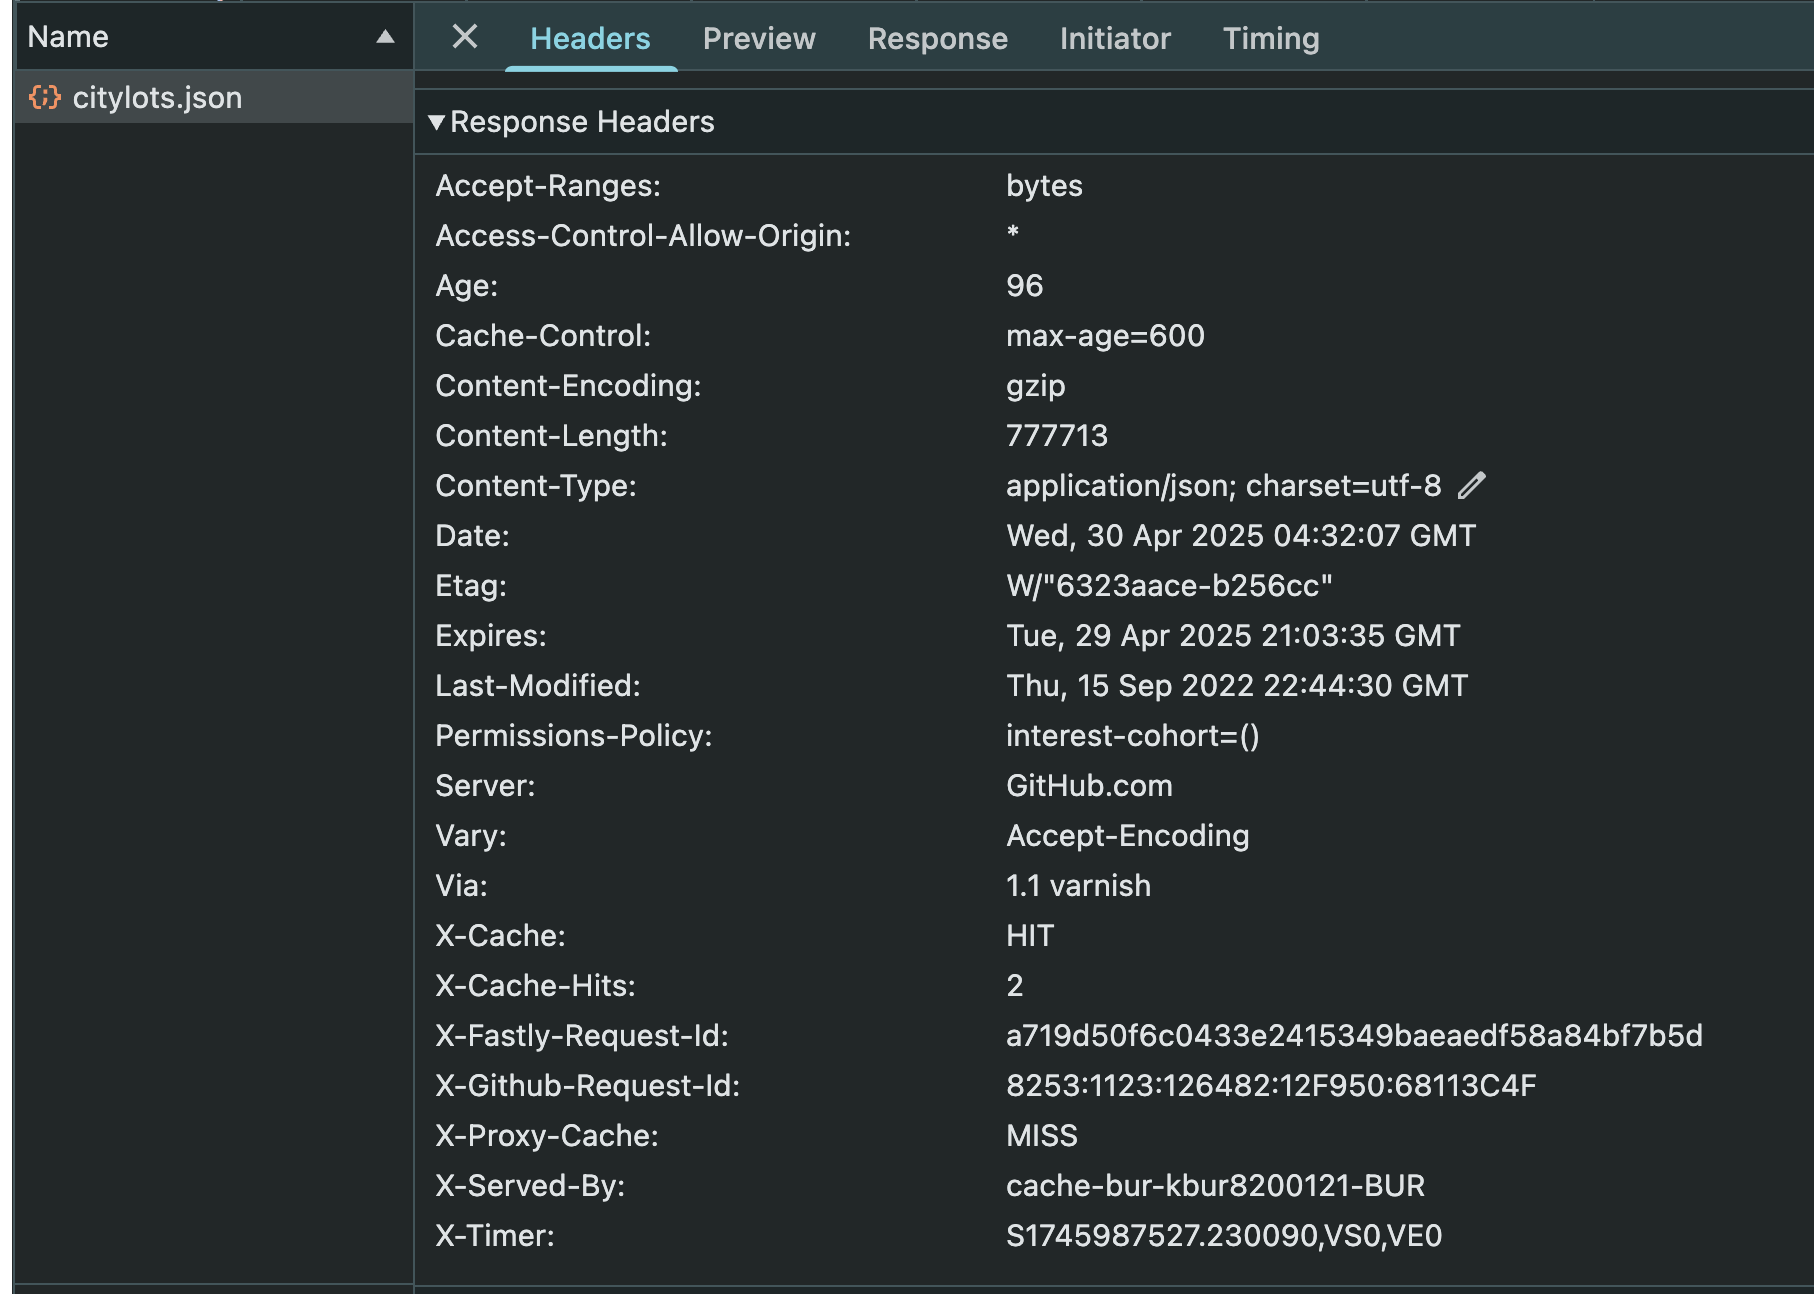 Name
Headers Preview Response Initiator Timing
citylots.json
Response Headers
Accept-Ranges: bytes
Access-Control-Allow-Origin: *
Age: 96
Cache-Control: max-age=600
Content-Encoding: gzip
Content-Length: 777713
Content-Type: application/json; charset=utf-8
Date: Wed, 30 Apr 2025 04:32:07 GMT
Etag: W/"6323aace-b256cc"
Expires: Tue, 29 Apr 2025 21:03:35 GMT
Last-Modified: Thu, 15 Sep 2022 22:44:30 GMT
Permissions-Policy: interest-cohort=()
Server: GitHub.com
Vary: Accept-Encoding
Via: 1.1 varnish
X-Cache: HIT
X-Cache-Hits: 2
X-Fastly-Request-Id: a719d50f6c0433e2415349baeaedf58a84bf7b5d
X-Github-Request-Id: 8253:1123:126482:12F950:68113C4F
X-Proxy-Cache: MISS
X-Served-By: cache-bur-kbur8200121-BUR
X-Timer: S1745987527.230090,VS0,VE0